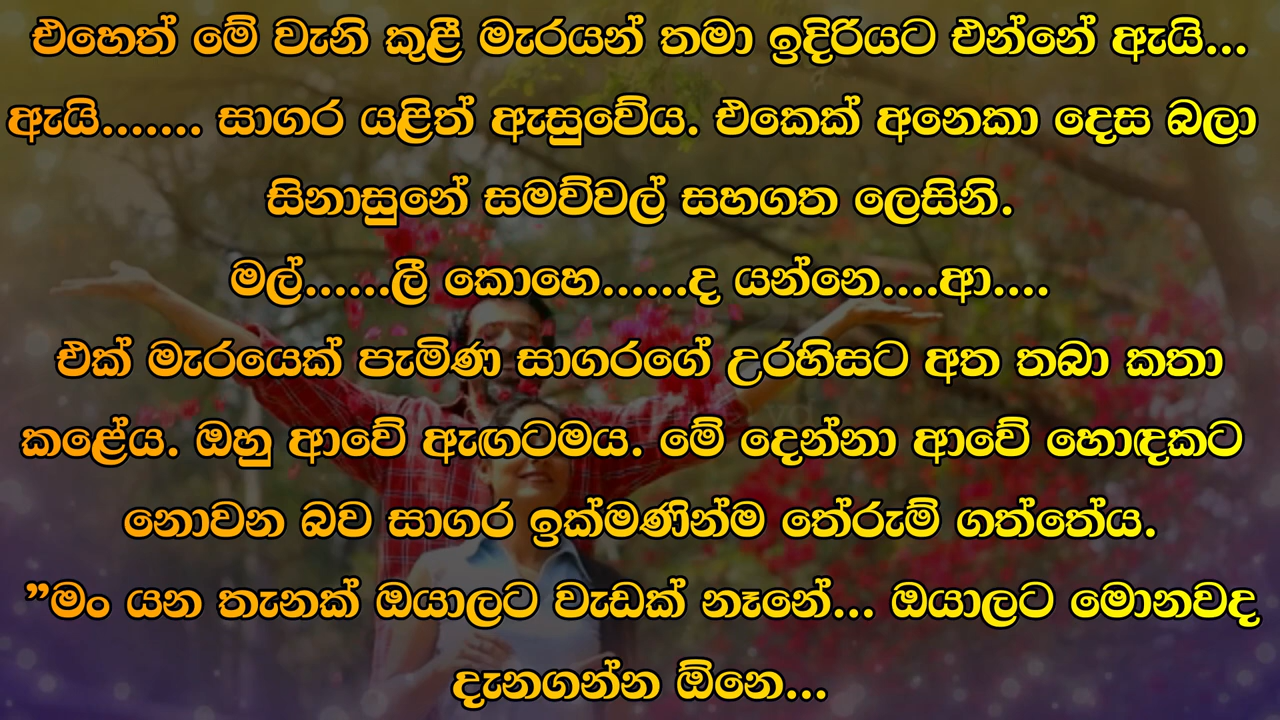 එහෙත් මේ වැනි කුළී මැරයන් තමා ඉදිරියට එන්නේ ඇයි...
ඇයි....... සාගර යළිත් ඇසුවේය. එකෙක් අනෙකා දෙස බලා
සිනාසුනේ සමච්චල් සහගත ලෙසිනි.
මල්......ලී කොහෙ......ද යන්නෙ....ආ....
එක් මැරයෙක් පැමිණ සාගරගේ උරහිසට අත තබා කතා
කළේය. ඔහු ආවේ ඇඟටමය. මේ දෙන්නා ආවේ හොඳකට
නොවන බව සාගර ඉක්මණින්ම තේරුම් ගත්තේය.
”මං යන තැනක් ඔයාලට වැඩක් නෑනේ... ඔයාලට මොනවද
දැනගන්න ඕනෙ...